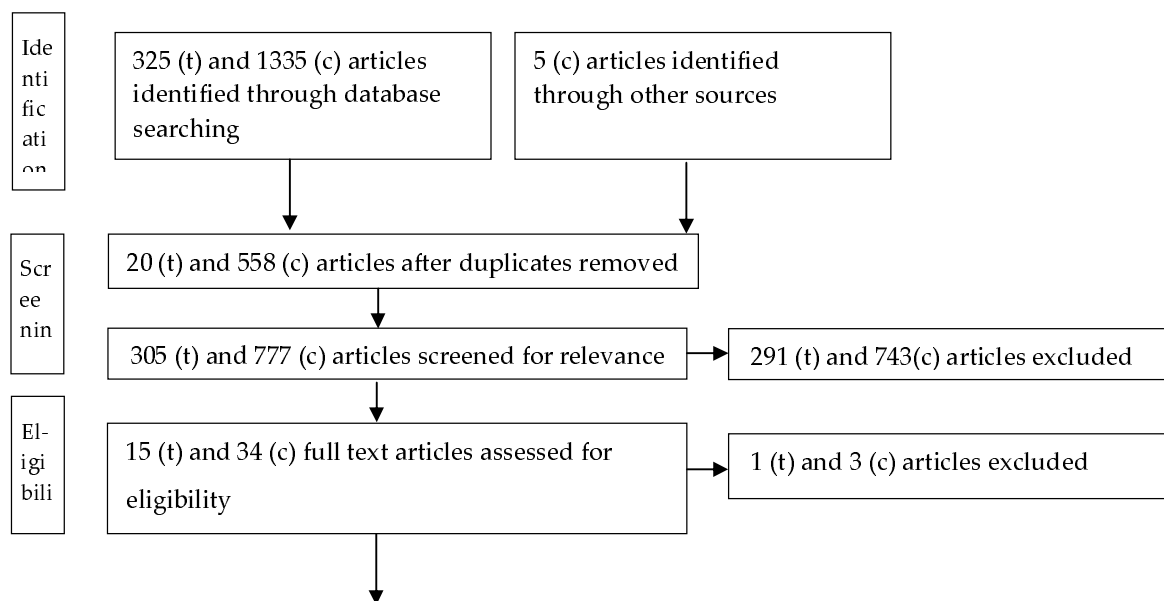 Ide
nti
fic
ati
on
325 (t) and 1335 (c) articles
identified through database
searching
5 (c) articles identified
through other sources
Scr
ee
nin
20 (t) and 558 (c) articles after duplicates removed
305 (t) and 777 (c) articles screened for relevance
291 (t) and 743(c) articles excluded
El-
igi
bili
15 (t) and 34 (c) full text articles assessed for
eligibility
1 (t) and 3 (c) articles excluded